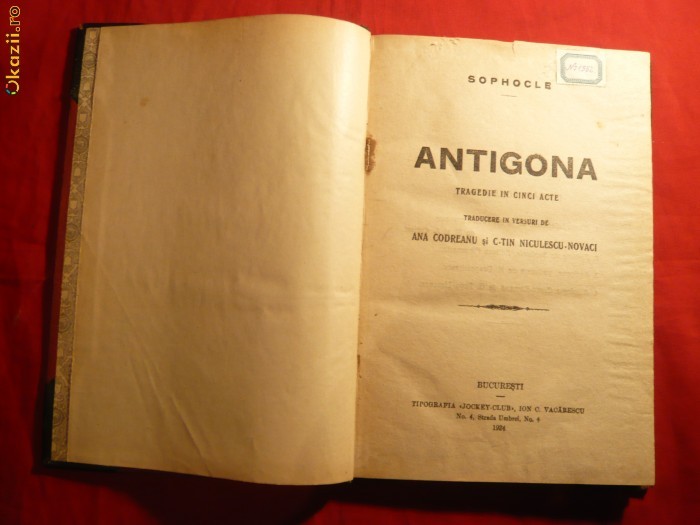 Okazii.ro
SOPHOCLE
ANTIGONA
TRAGEDIE IN CINCI ACTE
TRADUCERE IN VERSURI DE
ANA CODREANU și C-TIN NICULESCU-NOVACI
BUCUREȘTI
TIPOGRAFIA «JOCKEY-CLUB», ION C. VACĂRESCU
No. 4, Strada Umbrei, No. 4
1924